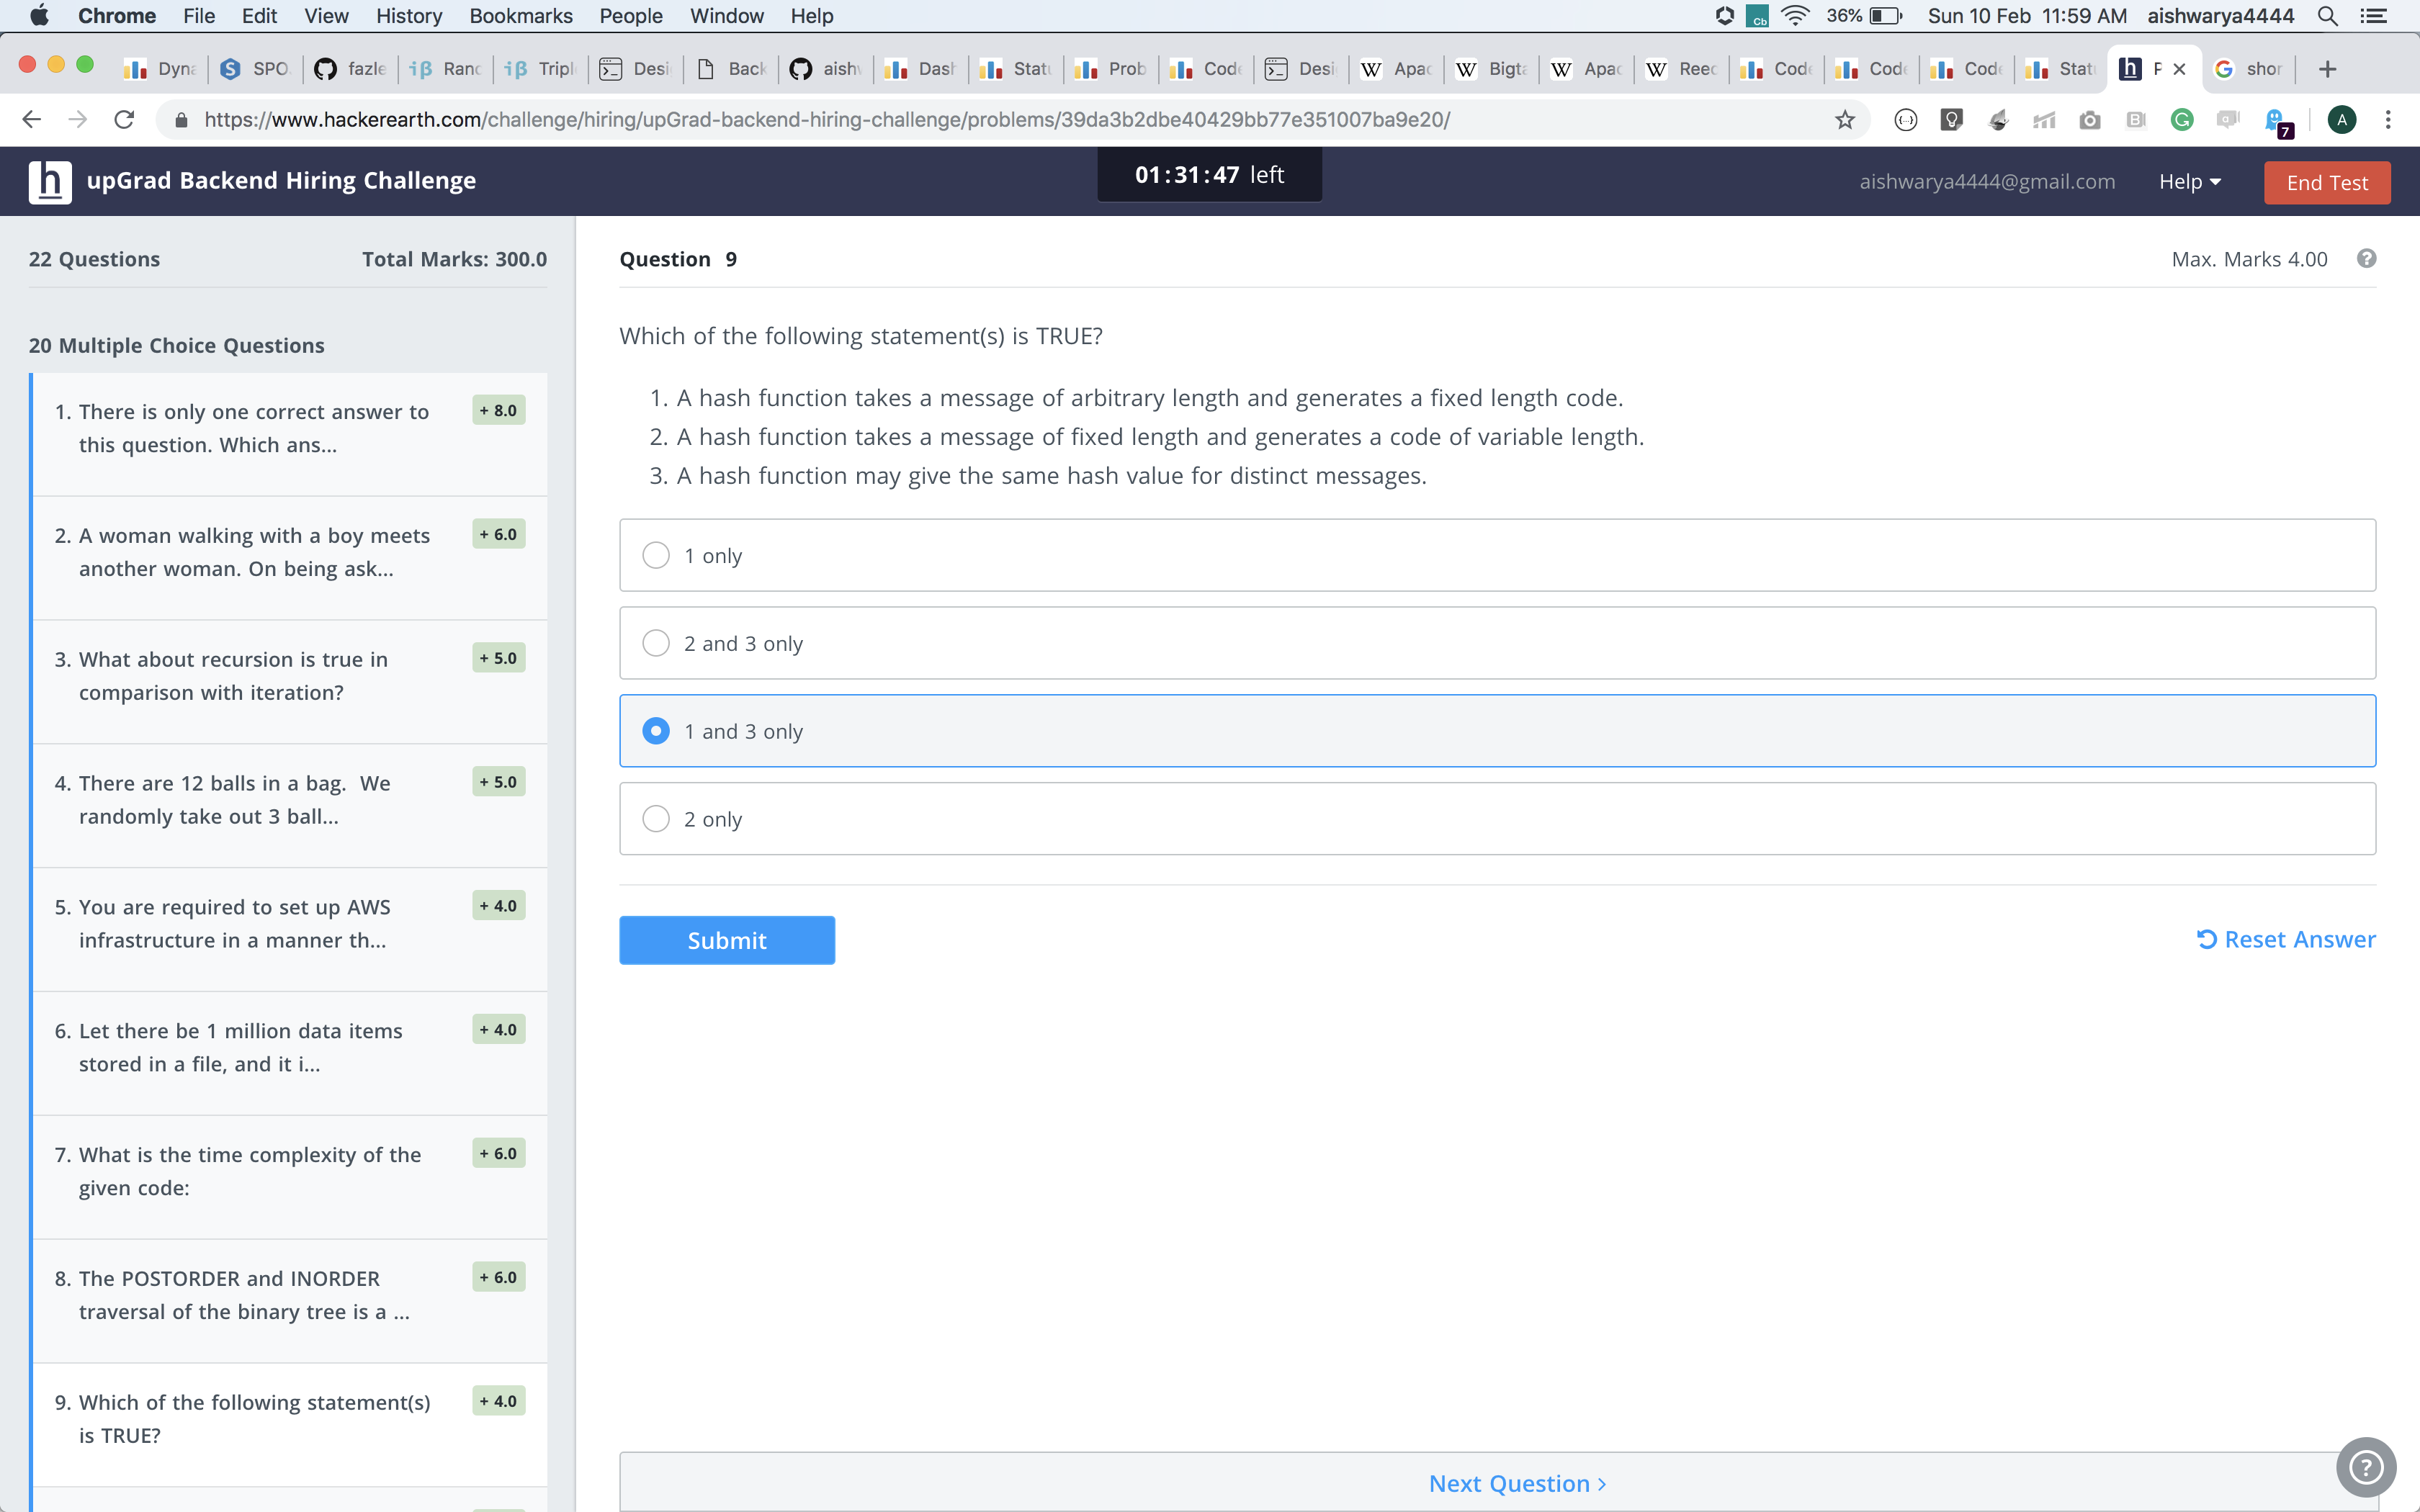 Chrome File Edit View History Bookmarks People Window Help
Cb 36% Sun 10 Feb 11:59 AM aishwarya4444
Dyna SPO. fazle Rand Triple Desi Back aishw Dash Statu Prob Code Desi Apac Bigta Apac Reed Code Code Code Statu shor
https://www.hackerearth.com/challenge/hiring/upGrad-backend-hiring-challenge/problems/39da3b2dbe40429bb77e351007ba9e20/
7 A
h upGrad Backend Hiring Challenge
01:31:47 left
aishwarya4444@gmail.com Help End Test
22 Questions Total Marks: 300.0
20 Multiple Choice Questions
1. There is only one correct answer to + 8.0
this question. Which ans...
2. A woman walking with a boy meets + 6.0
another woman. On being ask...
3. What about recursion is true in + 5.0
comparison with iteration?
4. There are 12 balls in a bag. We + 5.0
randomly take out 3 ball...
5. You are required to set up AWS + 4.0
infrastructure in a manner th...
6. Let there be 1 million data items + 4.0
stored in a file, and it i...
7. What is the time complexity of the + 6.0
given code:
8. The POSTORDER and INORDER + 6.0
traversal of the binary tree is a ...
9. Which of the following statement(s) + 4.0
is TRUE?
Question 9 Max. Marks 4.00 ?
Which of the following statement(s) is TRUE?
1. A hash function takes a message of arbitrary length and generates a fixed length code.
2. A hash function takes a message of fixed length and generates a code of variable length.
3. A hash function may give the same hash value for distinct messages.
1 only
2 and 3 only
1 and 3 only
2 only
Submit Reset Answer
Next Question >
?